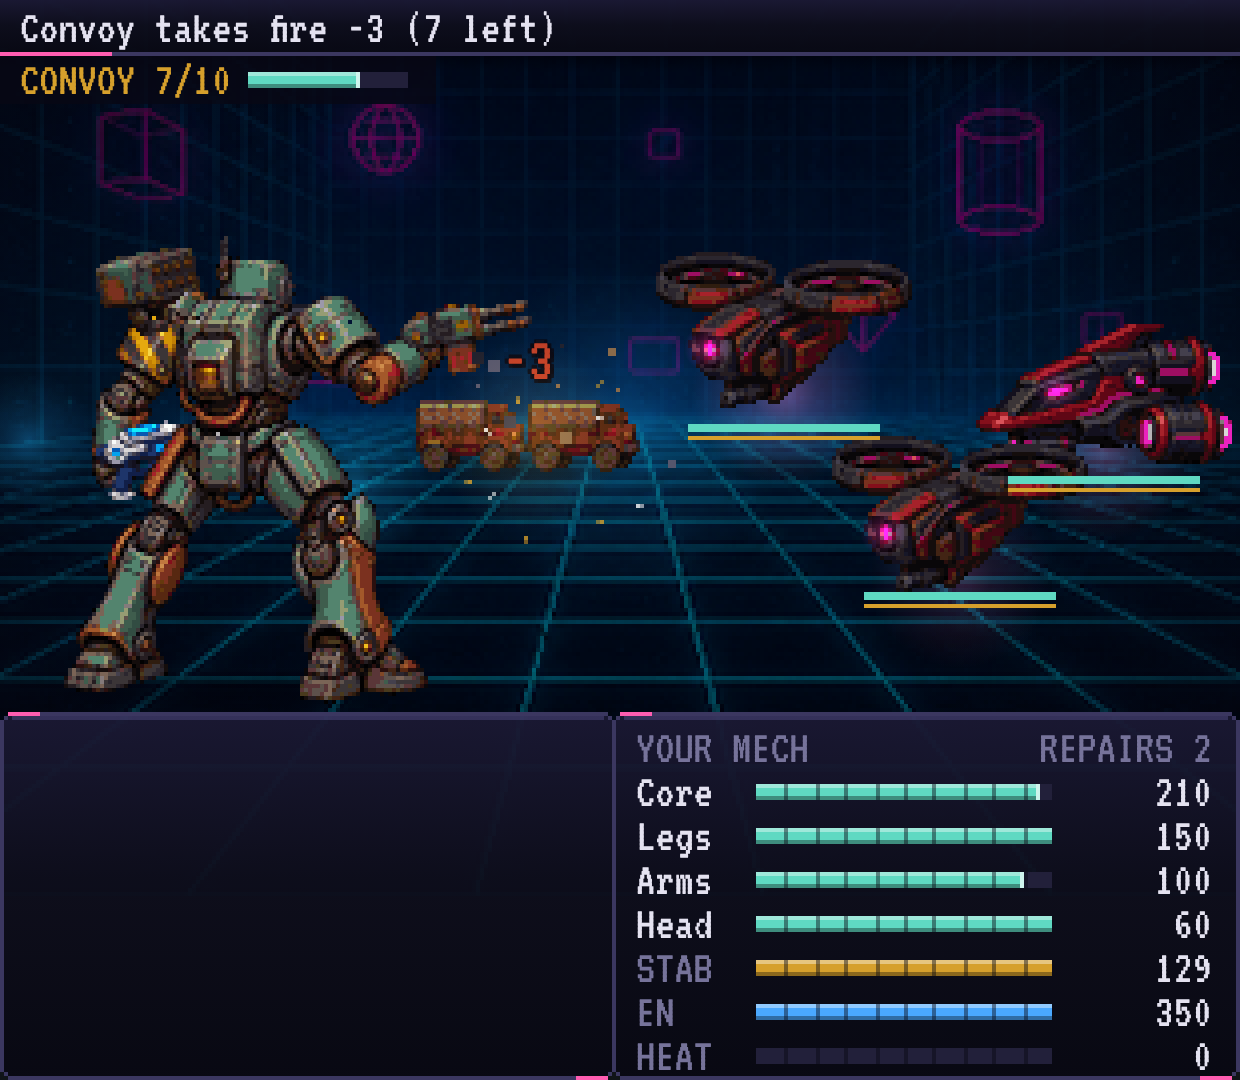 Convoy takes fire -3 (7 left)
CONVOY 7/10
-3
YOUR MECH REPAIRS 2
Core 210
Legs 150
Arms 100
Head 60
STAB 129
EN 350
HEAT 0